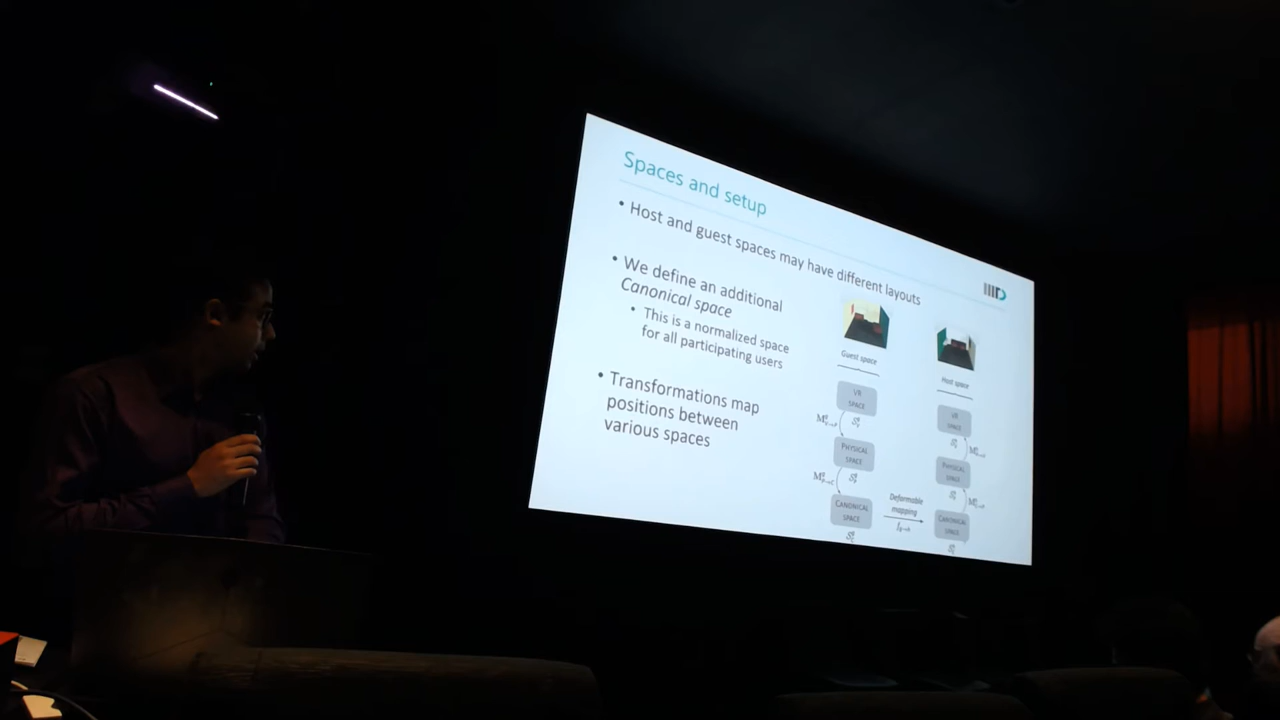 Spaces and setup
• Host and guest spaces may have different layouts
• We define an additional
Canonical space
• This is a normalized space
for all participating users
• Transformations map
positions between
various spaces
Guest space
VR
SPACE
PHYSICAL
SPACE
CANONICAL
SPACE
Deformable
mapping
Host space
VR
SPACE
PHYSICAL
SPACE
CANONICAL
SPACE